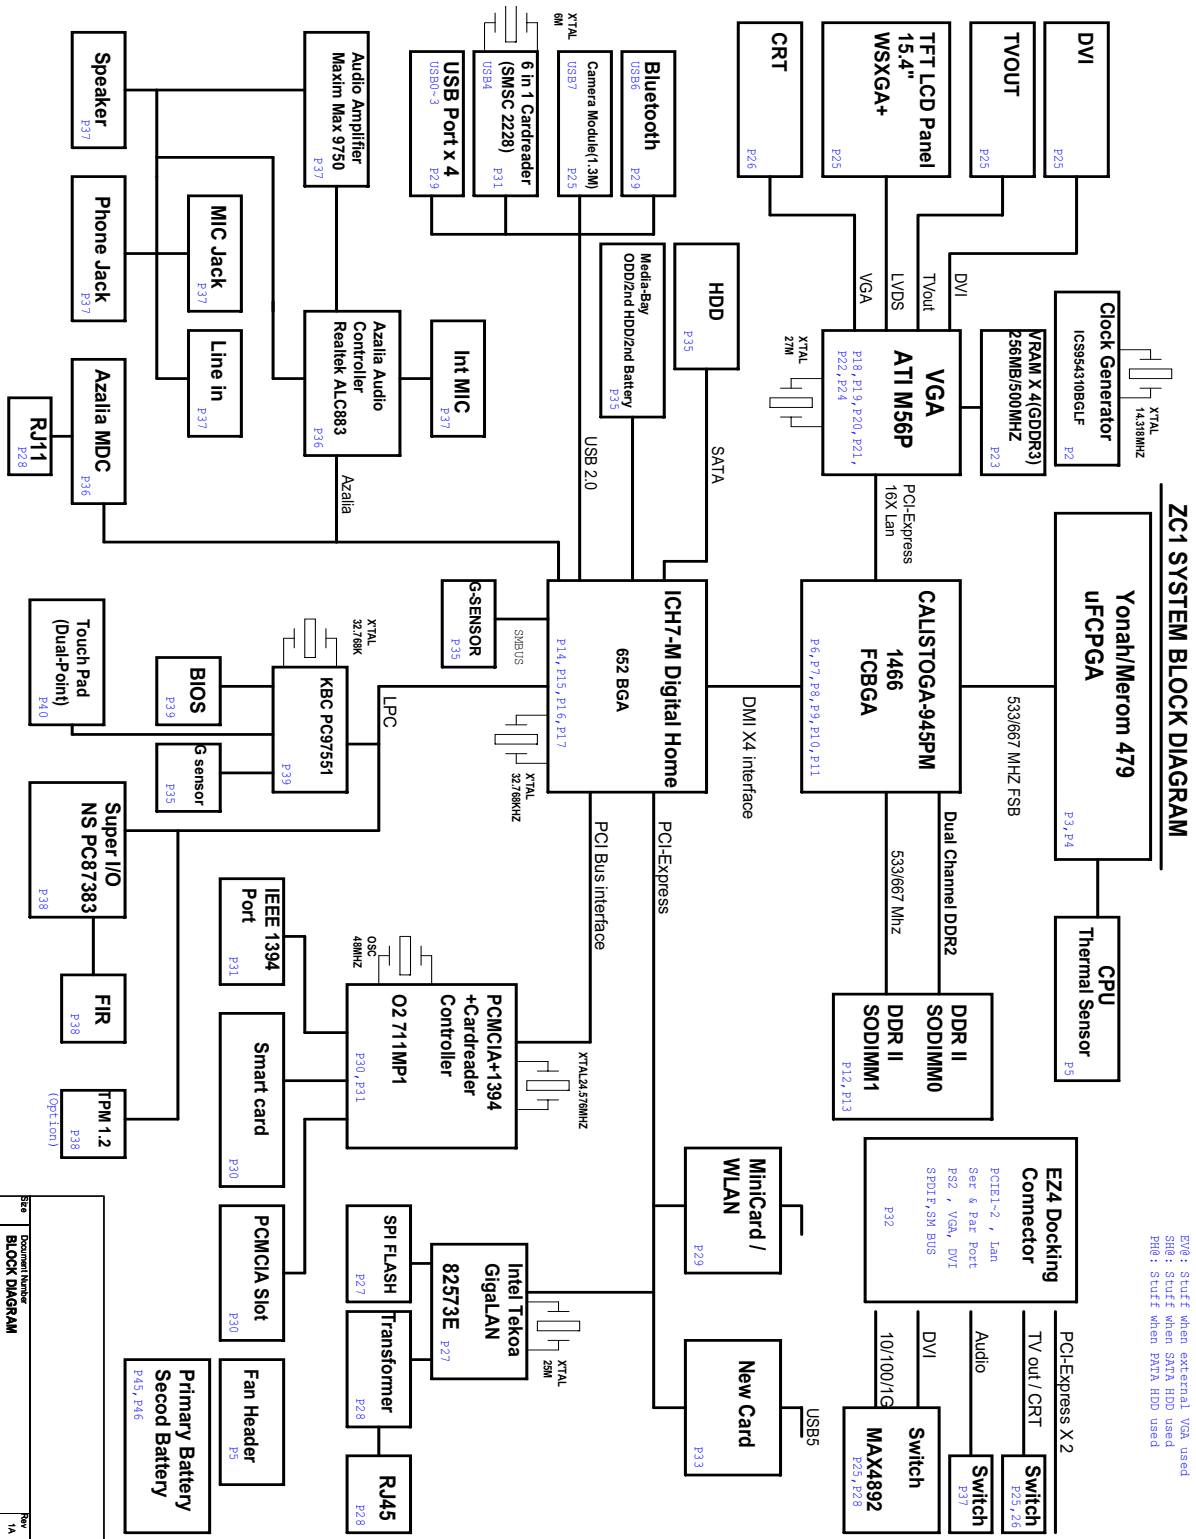 ZC1 SYSTEM BLOCK DIAGRAM
EV@: Stuff when external VGA used
SH@: Stuff when SATA HDD used
PH@: Stuff when PATA HDD used
Clock Generator
ICS954310BGLF
P2
X'TAL
14.318MHZ
Yonah/Merom 479
uFCPGA
P3,P4
CPU
Thermal Sensor
P5
DVI
P25
TVOUT
P25
TFT LCD Panel
15.4"
WSXGA+
P25
CRT
P26
DVI
TVout
LVDS
VGA
VRAM X 4(GDDR3)
256MB/500MHZ
P23
VGA
ATI M56P
P18,P19,P20,P21,
P22,P24
X'TAL
27M
PCI-Express
16X Lan
533/667 MHZ FSB
CALISTOGA-945PM
1466
FCBGA
P6,P7,P8,P9,P10,P11
Dual Channel DDR2
533/667 Mhz
DDR II
SODIMM0
DDR II
SODIMM1
P12,P13
EZ4 Docking
Connector
PCIE1~2 , Lan
Ser & Par Port
PS2 , VGA, DVI
SPDIF,SM BUS
P32
PCI-Express X 2
TV out / CRT
Audio
DVI
10/100/1G
Switch
P25,26
Switch
P37
Switch
MAX4892
P25,P28
DMI X4 interface
HDD
P35
SATA
Media-Bay
ODD/2nd HDD/2nd Battery
P35
Bluetooth
USB6
P29
Camera Module(1.3M)
USB7
P25
6 in 1 Cardreader
(SMSC 2228)
USB4
P31
X'TAL
6M
USB Port x 4
USB0~3
P29
USB 2.0
ICH7-M Digital Home
652 BGA
P14,P15,P16,P17
X'TAL
32.768KHZ
PCI-Express
PCI Bus interface
MiniCard /
WLAN
P29
New Card
P33
USB5
Intel Tekoa
GigaLAN
82573E
P27
X'TAL
25M
SPI FLASH
P27
Transformer
P28
RJ45
P28
G-SENSOR
P35
SMBUS
Int MIC
P37
Azalia Audio
Controller
Realtek ALC883
P36
Azalia
Audio Amplifier
Maxim Max 9750
P37
MIC Jack
P37
Line in
P37
Speaker
P37
Phone Jack
P37
Azalia MDC
P36
RJ11
P28
LPC
KBC PC97551
P39
X'TAL
32.768K
BIOS
P39
G sensor
P35
Touch Pad
(Dual-Point)
P40
Super I/O
NS PC87383
P38
FIR
P38
TPM 1.2
P38
(Option)
PCMCIA+1394
+Cardreader
Controller
O2 711MP1
P30,P31
X'TAL24.576MHZ
OSC
48MHZ
IEEE 1394
Port
P31
Smart card
P30
PCMCIA Slot
P30
Fan Header
P5
Primary Battery
Secod Battery
P45,P46
Size
Document Number
Rev
BLOCK DIAGRAM
1A